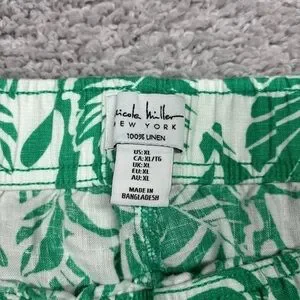 nicole miller
NEW YORK
100% LINEN
US: XL
CA: XL/TG
UK: XL
EU: XL
AU: XL
MADE IN
BANGLADESH